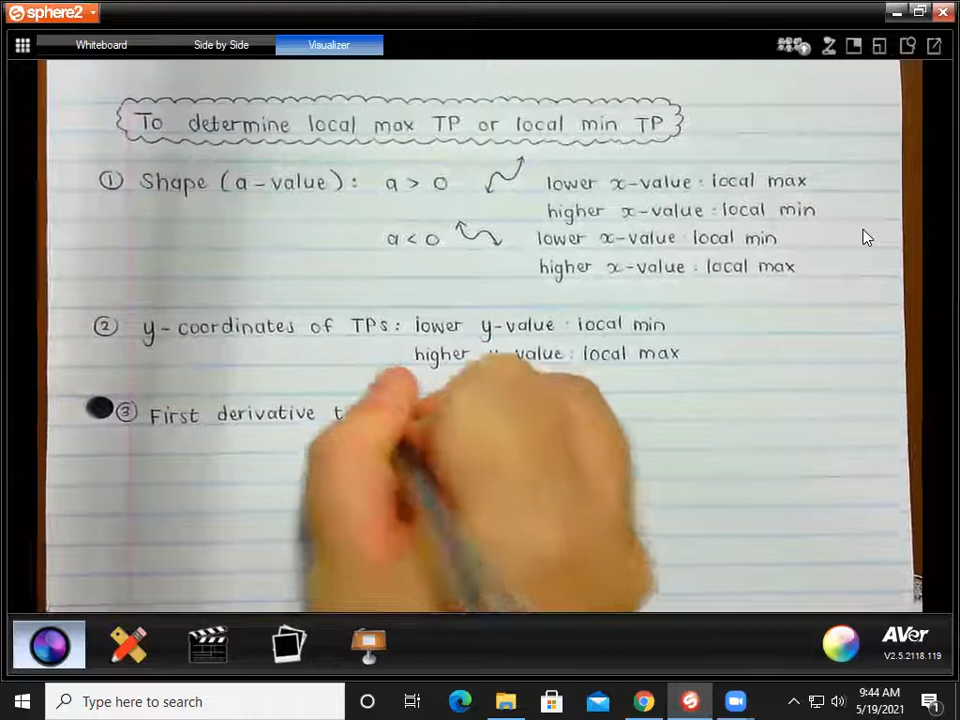 sphere2
Whiteboard Side by Side Visualizer
To determine local max TP or local min TP
① Shape (a-value): a > 0 lower x-value: local max
higher x-value: local min
a < 0 lower x-value: local min
higher x-value: local max
② y-coordinates of TPs: lower y-value: local min
higher y-value: local max
③ First derivative
AVer
V2.5.2118.119
Type here to search
9:44 AM
5/19/2021
1